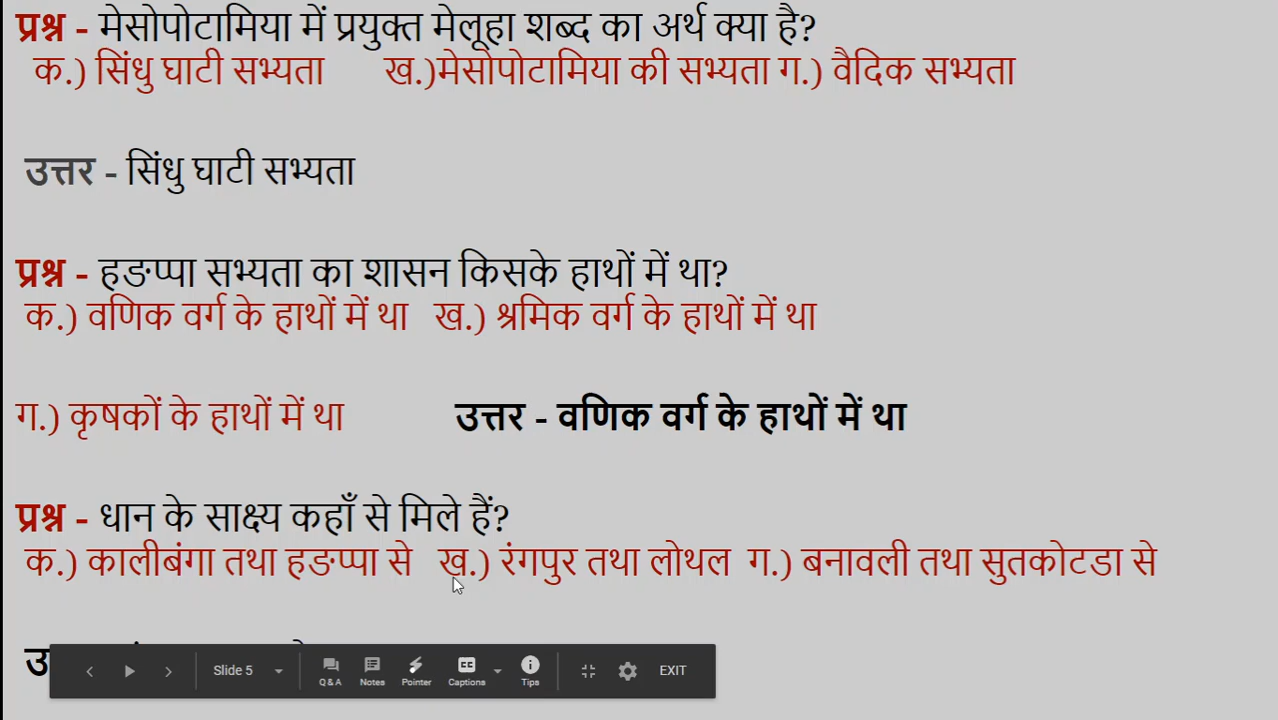 प्रश्न - मेसोपोटामिया में प्रयुक्त मेलूहा शब्द का अर्थ क्या है?
क.) सिंधु घाटी सभ्यता ख.)मेसोपोटामिया की सभ्यता ग.) वैदिक सभ्यता
उत्तर - सिंधु घाटी सभ्यता
प्रश्न - हङप्पा सभ्यता का शासन किसके हाथों में था?
क.) वणिक वर्ग के हाथों में था ख.) श्रमिक वर्ग के हाथों में था
ग.) कृषकों के हाथों में था उत्तर - वणिक वर्ग के हाथों में था
प्रश्न - धान के साक्ष्य कहाँ से मिले हैं?
क.) कालीबंगा तथा हङप्पा से ख.) रंगपुर तथा लोथल ग.) बनावली तथा सुतकोटडा से
Slide 5 Q&A Notes Pointer Captions Tips EXIT